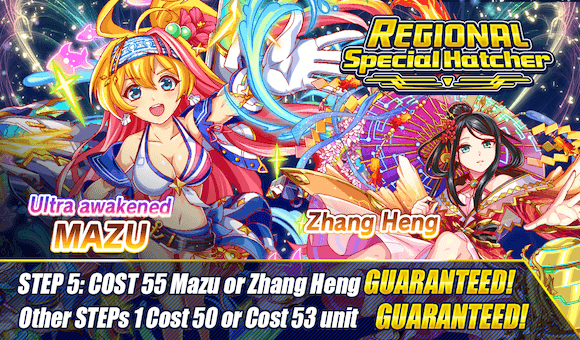 REGIONAL
Special Hatcher
Ultra awakened
MAZU
Zhang Heng
STEP 5: COST 55 Mazu or Zhang Heng GUARANTEED!
Other STEPs 1 Cost 50 or Cost 53 unit GUARANTEED!